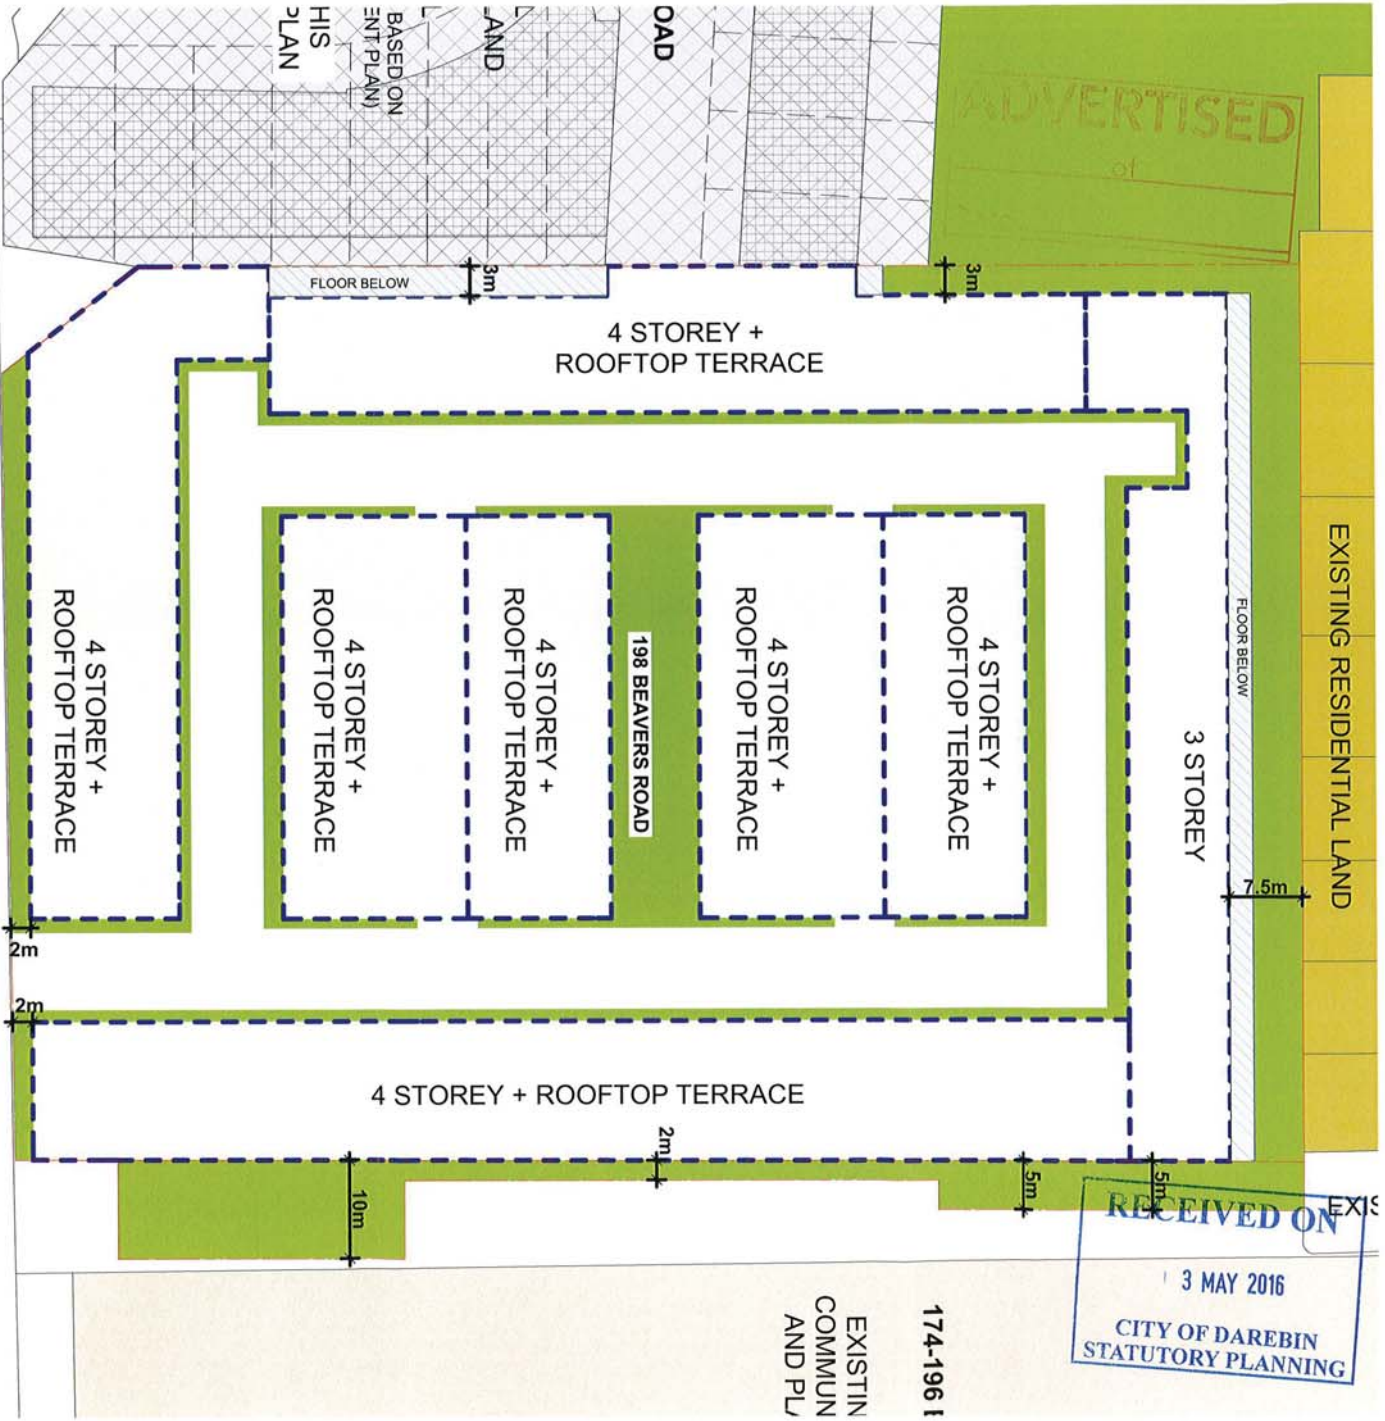 HIS
PLAN
BASED ON
ENT PLAN)
AND
OAD
ADVERTISED
of
FLOOR BELOW
3m
3m
4 STOREY +
ROOFTOP TERRACE
4 STOREY +
ROOFTOP TERRACE
4 STOREY +
ROOFTOP TERRACE
4 STOREY +
ROOFTOP TERRACE
198 BEAVERS ROAD
4 STOREY +
ROOFTOP TERRACE
4 STOREY +
ROOFTOP TERRACE
3 STOREY
FLOOR BELOW
EXISTING RESIDENTIAL LAND
7.5m
2m
2m
4 STOREY + ROOFTOP TERRACE
10m
2m
5m
5m
EXIS
RECEIVED ON
3 MAY 2016
CITY OF DAREBIN
STATUTORY PLANNING
174-196
EXISTIN
COMMUN
AND PL